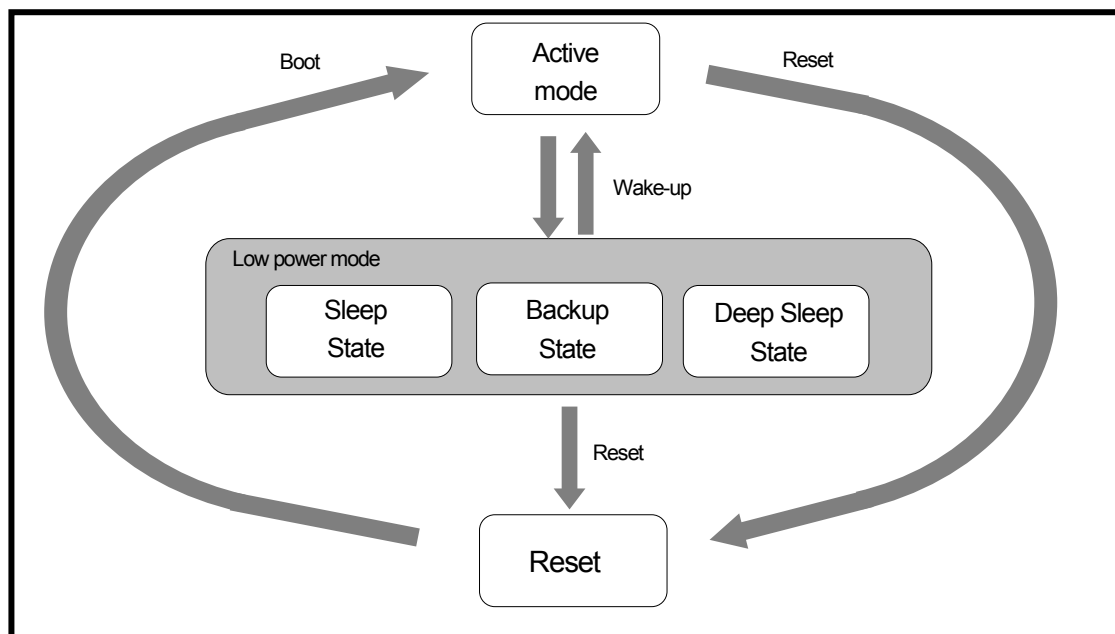 Boot
Active
mode
Reset
Wake-up
Low power mode
Sleep
State
Backup
State
Deep Sleep
State
Reset
Reset